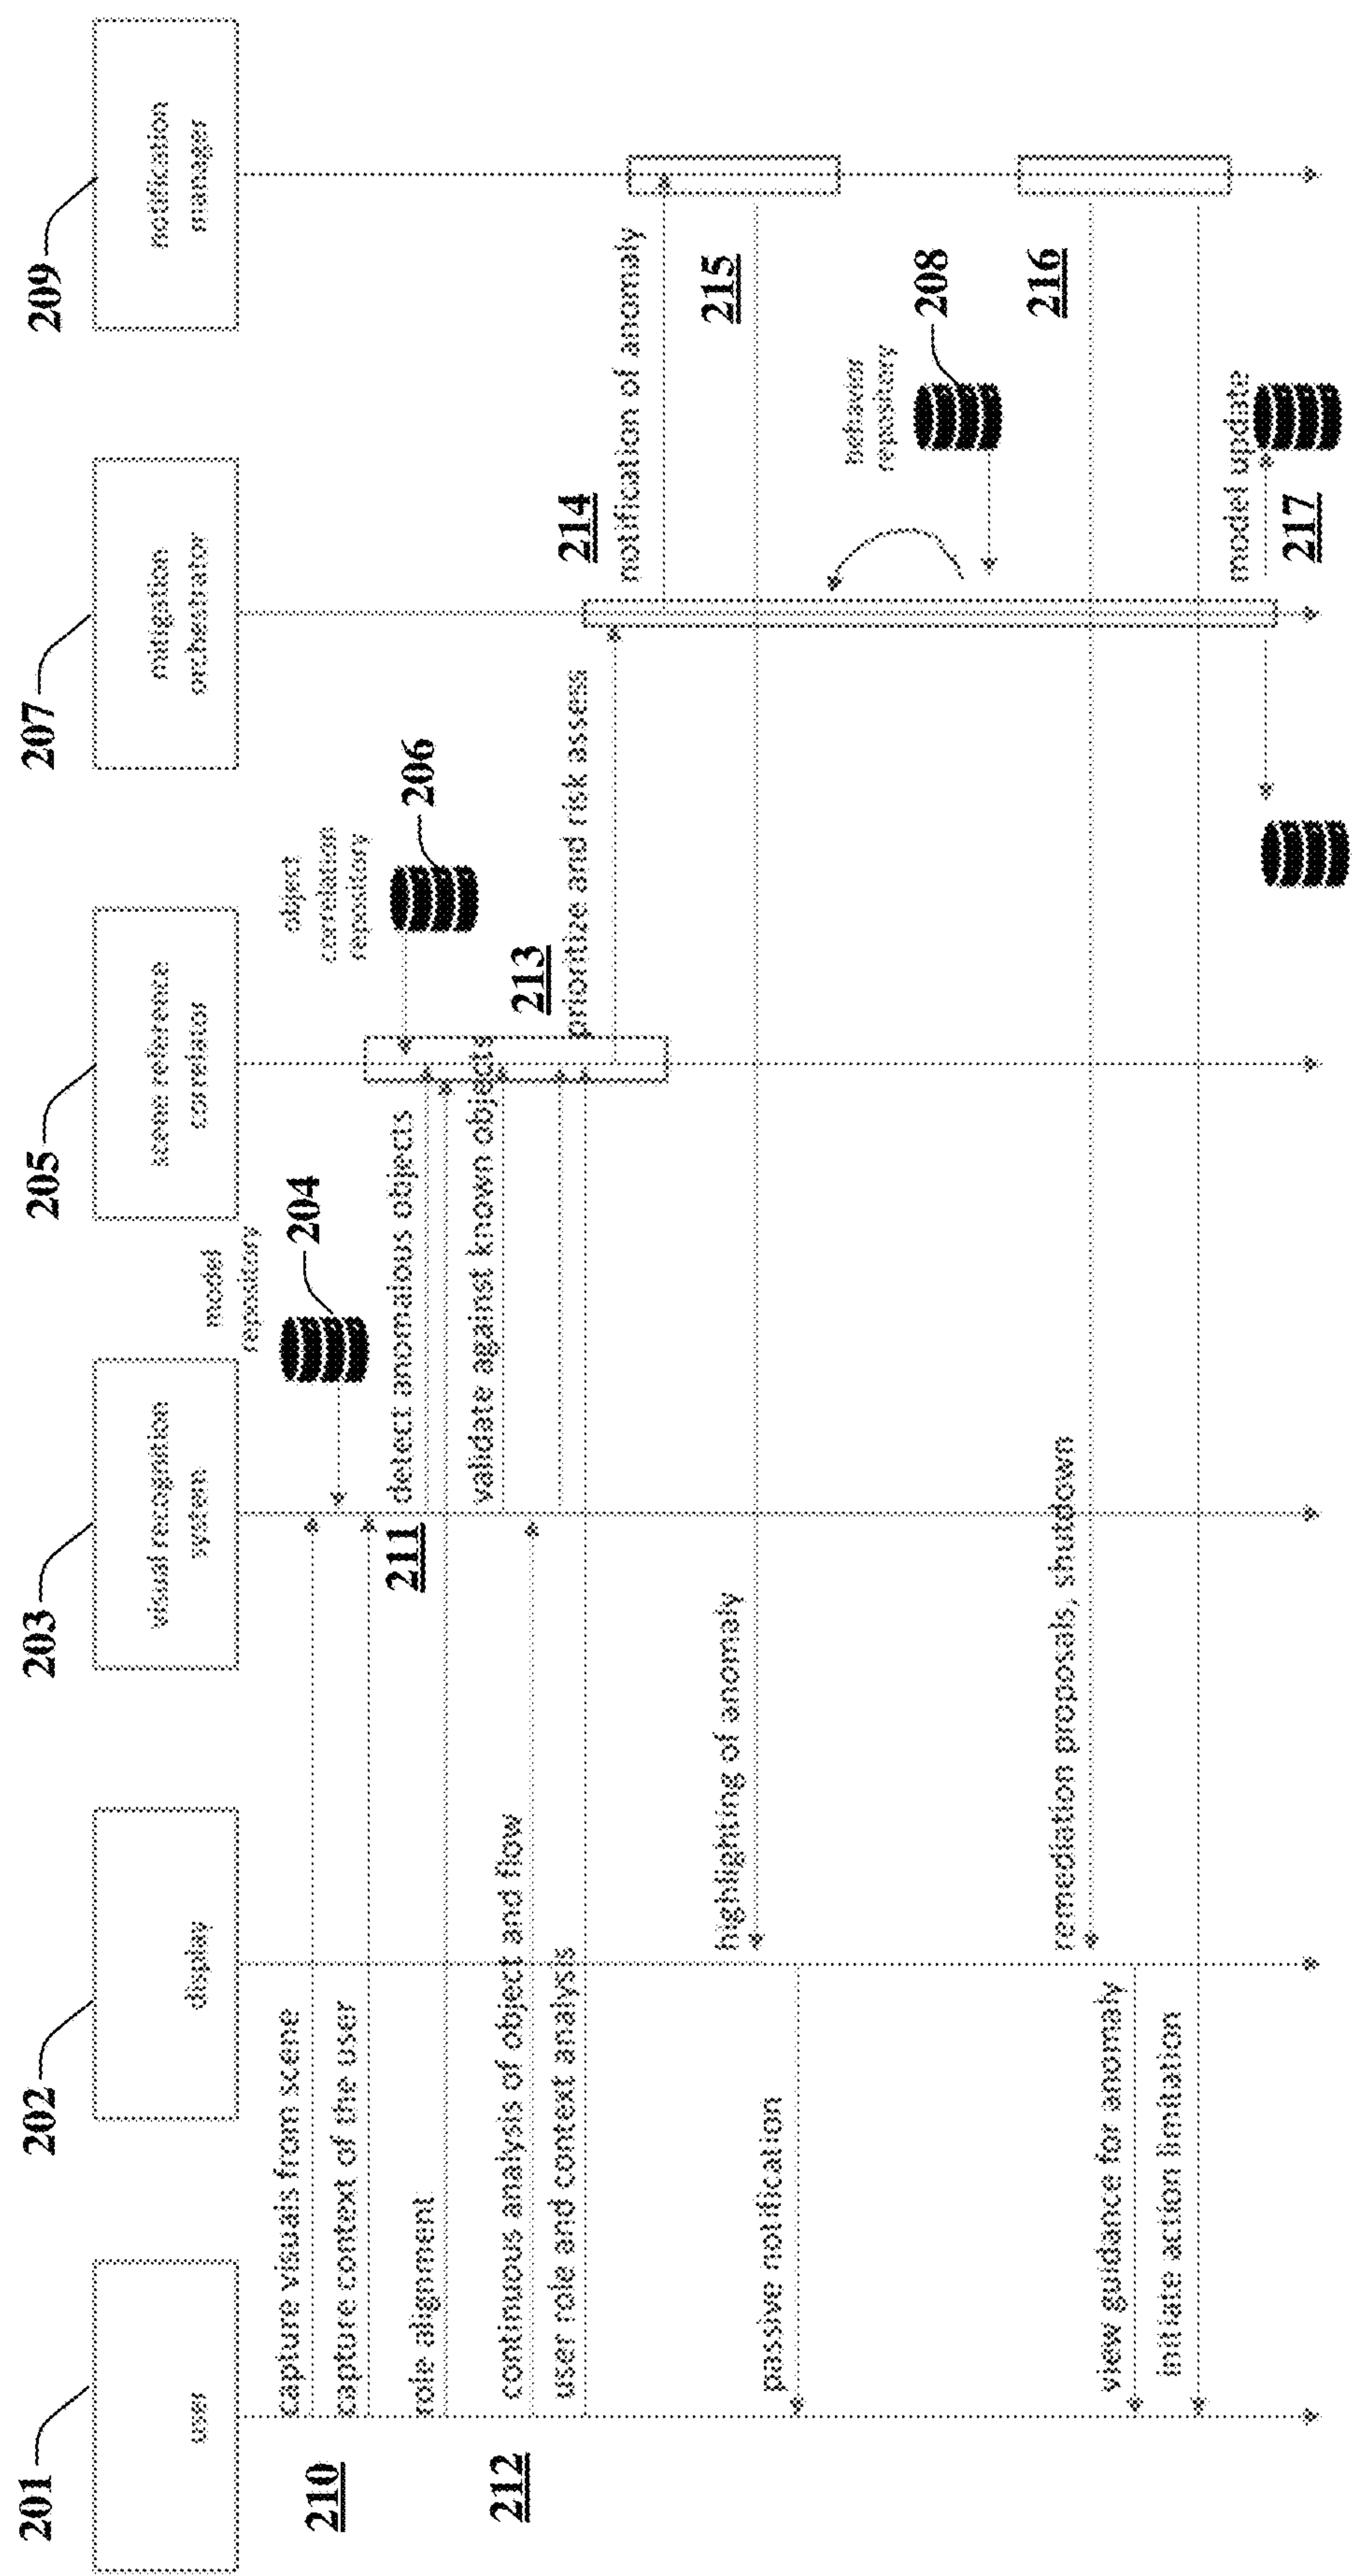 201
202
203
205
207
209
user
display
visual recognition
system
scene reference
correlator
mitigation
orchestrator
notification
manager
model
repository
204
object
correlation
repository
206
210
capture visuals from scene
capture context of the user
211
detect anomalous objects
role alignment
validate against known objects
212
continuous analysis of object and flow
user role and context analysis
213
prioritize and risk assess
214
notification of anomaly
215
highlighting of anomaly
passive notification
behavior
repository
208
216
remediation proposals, shutdown
view guidance for anomaly
initiate action limitation
model update
217